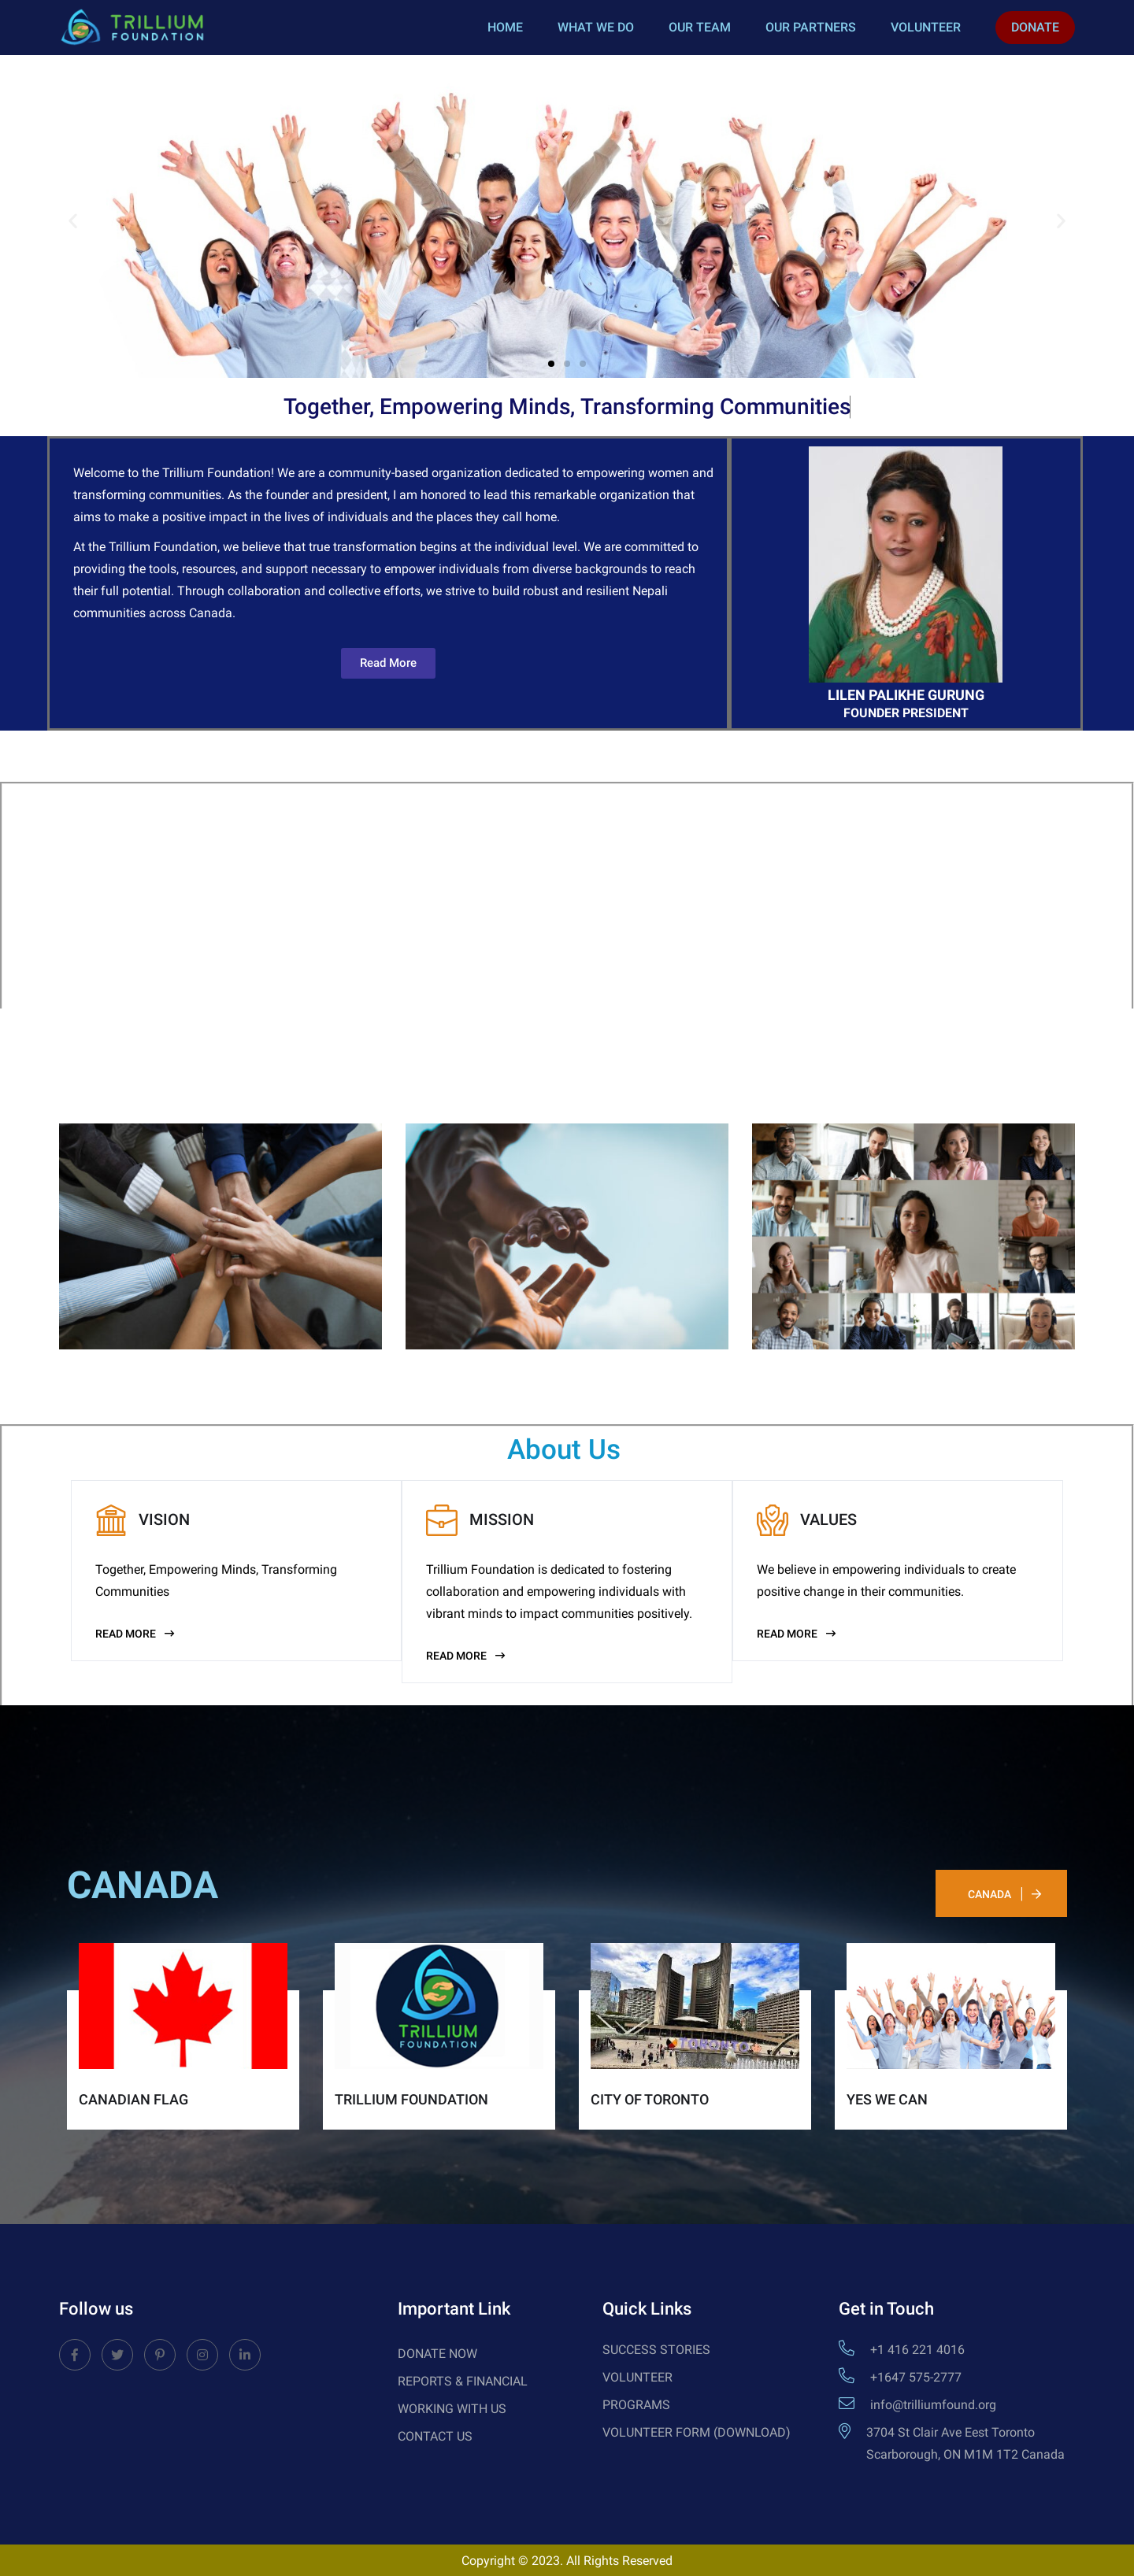 TRILLIUM
FOUNDATION
HOME
WHAT WE DO
OUR TEAM
OUR PARTNERS
VOLUNTEER
DONATE
Together, Empowering Minds, Transforming Communities
Welcome to the Trillium Foundation! We are a community-based organization dedicated to empowering women and
transforming communities. As the founder and president, I am honored to lead this remarkable organization that
aims to make a positive impact in the lives of individuals and the places they call home.
At the Trillium Foundation, we believe that true transformation begins at the individual level. We are committed to
providing the tools, resources, and support necessary to empower individuals from diverse backgrounds to reach
their full potential. Through collaboration and collective efforts, we strive to build robust and resilient Nepali
communities across Canada.
Read More
LILEN PALIKHE GURUNG
FOUNDER PRESIDENT
About Us
VISION
Together, Empowering Minds, Transforming
Communities
READ MORE
MISSION
Trillium Foundation is dedicated to fostering
collaboration and empowering individuals with
vibrant minds to impact communities positively.
READ MORE
VALUES
We believe in empowering individuals to create
positive change in their communities.
READ MORE
CANADA
CANADA
CANADIAN FLAG
TRILLIUM
FOUNDATION
TRILLIUM FOUNDATION
TORONTO
CITY OF TORONTO
YES WE CAN
Follow us
Important Link
DONATE NOW
REPORTS & FINANCIAL
WORKING WITH US
CONTACT US
Quick Links
SUCCESS STORIES
VOLUNTEER
PROGRAMS
VOLUNTEER FORM (DOWNLOAD)
Get in Touch
+1 416 221 4016
+1647 575-2777
info@trilliumfound.org
3704 St Clair Ave Eest Toronto
Scarborough, ON M1M 1T2 Canada
Copyright © 2023. All Rights Reserved